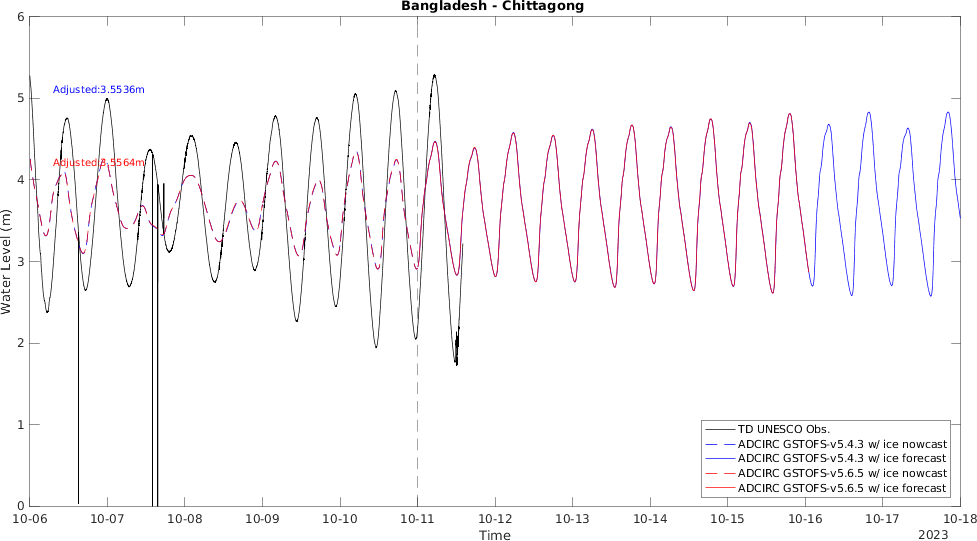 Bangladesh - Chittagong
6
5
4
3
2
1
0
Water Level (m)
Adjusted:3.5536m
Adjusted:3.5564m
TD UNESCO Obs.
ADCIRC GSTOFS-v5.4.3 w/ ice nowcast
ADCIRC GSTOFS-v5.4.3 w/ ice forecast
ADCIRC GSTOFS-v5.6.5 w/ ice nowcast
ADCIRC GSTOFS-v5.6.5 w/ ice forecast
10-06 10-07 10-08 10-09 10-10 10-11 10-12 10-13 10-14 10-15 10-16 10-17 10-18
Time
2023